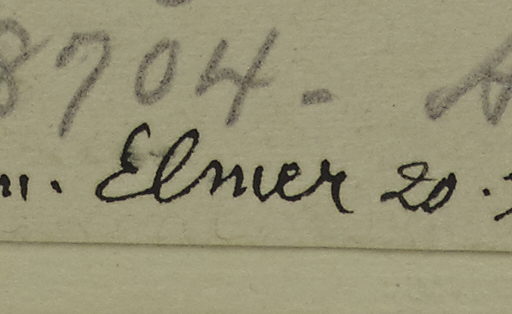 8704. A
m. Elmer 20.